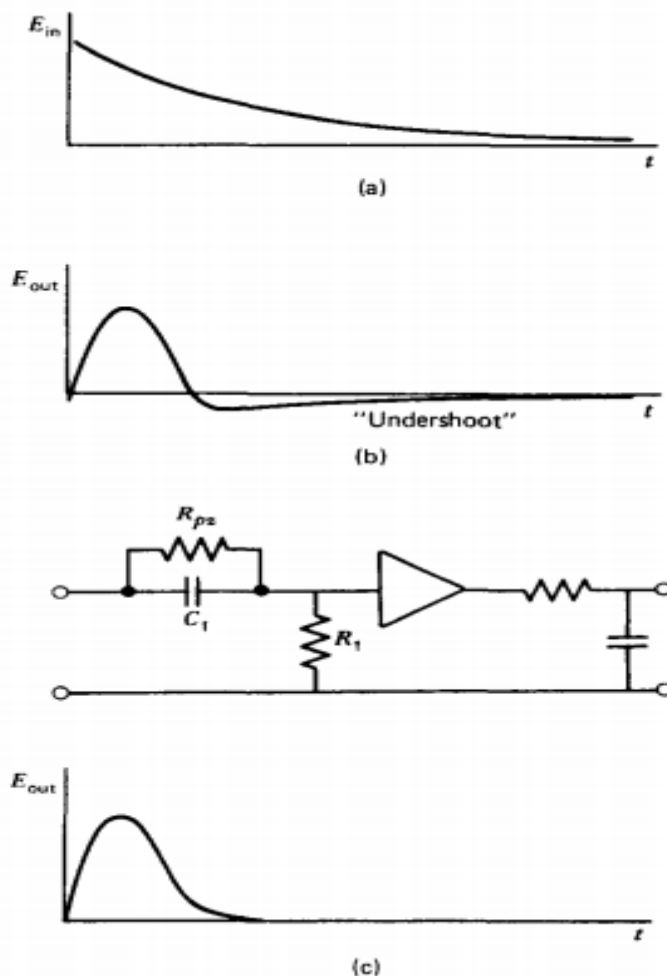 E_in
t
(a)
E_out
"Undershoot"
t
(b)
R_pz
C_1
R_1
E_out
t
(c)